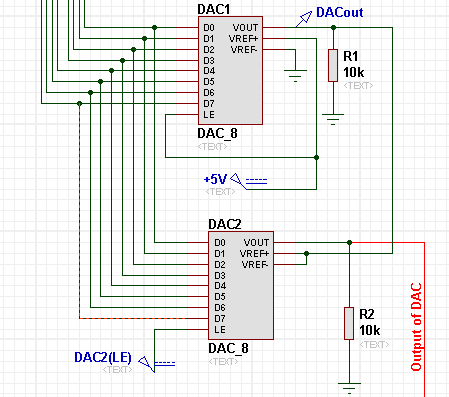 DAC1
DACout
D0 VOUT
D1 VREF+
D2 VREF-
D3
D4
D5
D6
D7
LE
DAC_8
<TEXT>
R1
10k
<TEXT>
+5V
<TEXT>
DAC2
D0 VOUT
D1 VREF+
D2 VREF-
D3
D4
D5
D6
D7
LE
DAC_8
<TEXT>
R2
10k
<TEXT>
DAC2(LE)
<TEXT>
Output of DAC